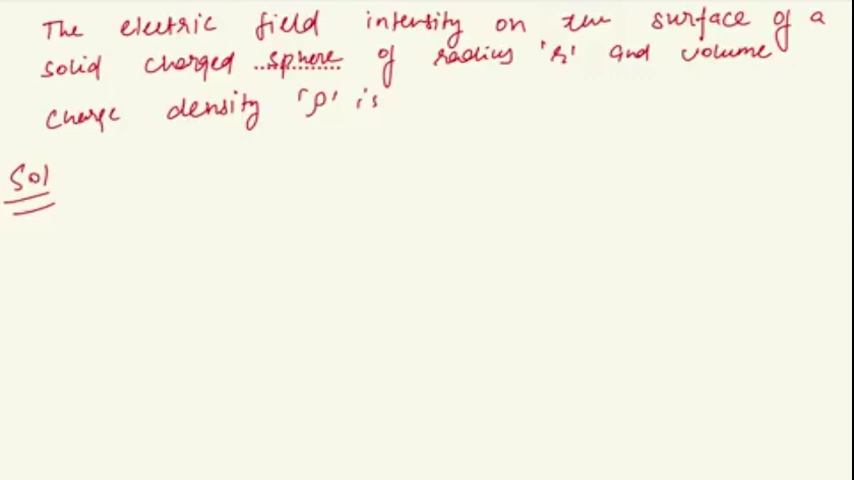 The electric field intensity on the surface of a
solid charged ..sphere.. of radius 'r' and volume
charge density 'ρ' is
Sol